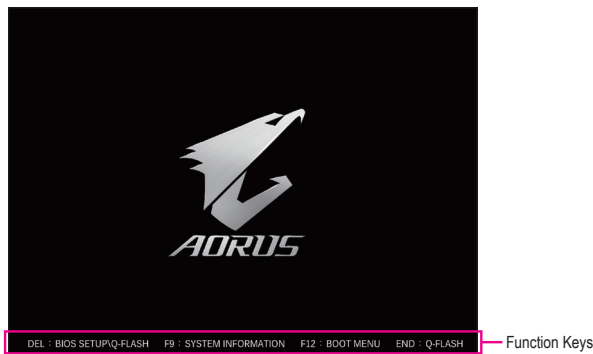 AORUS
DEL : BIOS SETUP\Q-FLASH F9 : SYSTEM INFORMATION F12 : BOOT MENU END : Q-FLASH
Function Keys